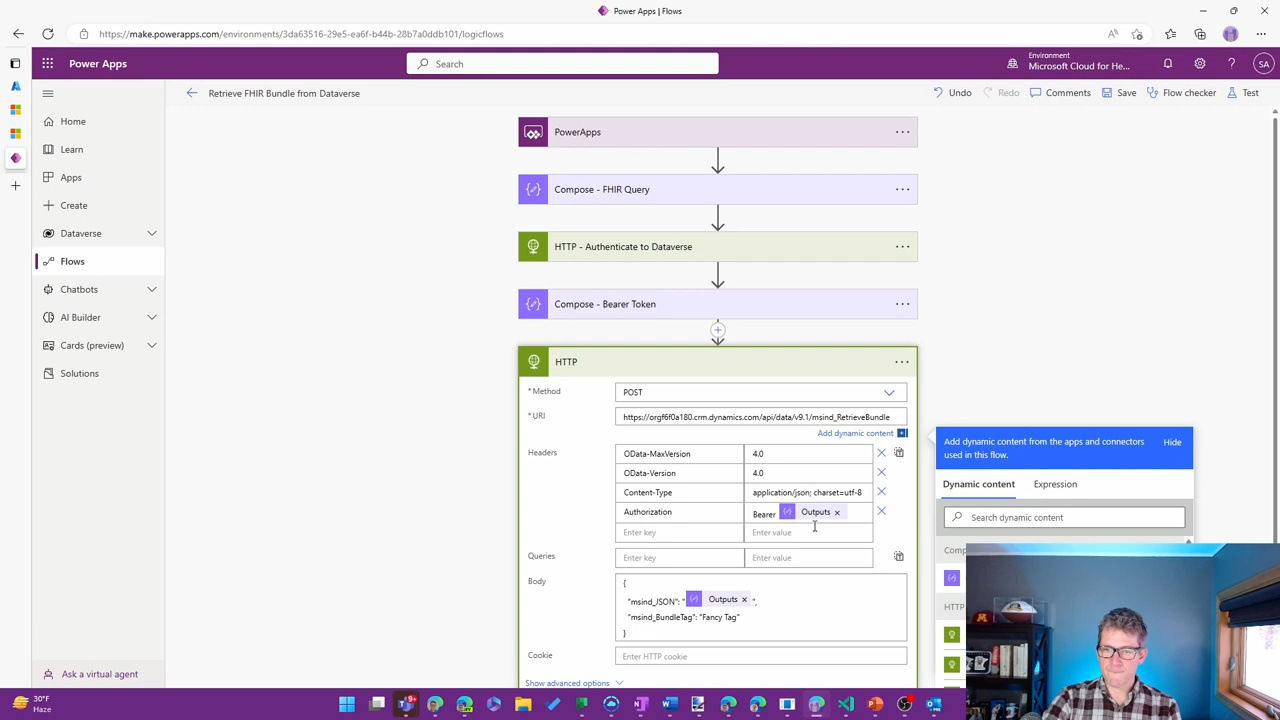 Power Apps | Flows
https://make.powerapps.com/environments/3da63516-29e5-ea6f-b44b-28b7a0ddb101/logicflows
Power Apps
Search
Environment
Microsoft Cloud for He...
SA
Retrieve FHIR Bundle from Dataverse
Undo
Redo
Comments
Save
Flow checker
Test
Home
Learn
Apps
Create
Dataverse
Flows
Chatbots
AI Builder
Cards (preview)
Solutions
Ask a virtual agent
PowerApps
Compose - FHIR Query
HTTP - Authenticate to Dataverse
Compose - Bearer Token
HTTP
* Method
POST
* URI
https://orgf6f0a180.crm.dynamics.com/api/data/v9.1/msind_RetrieveBundle
Add dynamic content
Headers
OData-MaxVersion 4.0
OData-Version 4.0
Content-Type application/json; charset=utf-8
Authorization Bearer Outputs ×
Enter key Enter value
Queries
Enter key Enter value
Body
{
"msind_JSON": " Outputs × ",
"msind_BundleTag": "Fancy Tag"
}
Cookie
Enter HTTP cookie
Show advanced options
Add dynamic content from the apps and connectors
used in this flow.
Hide
Dynamic content
Expression
Search dynamic content
HTTP
30°F
Haze